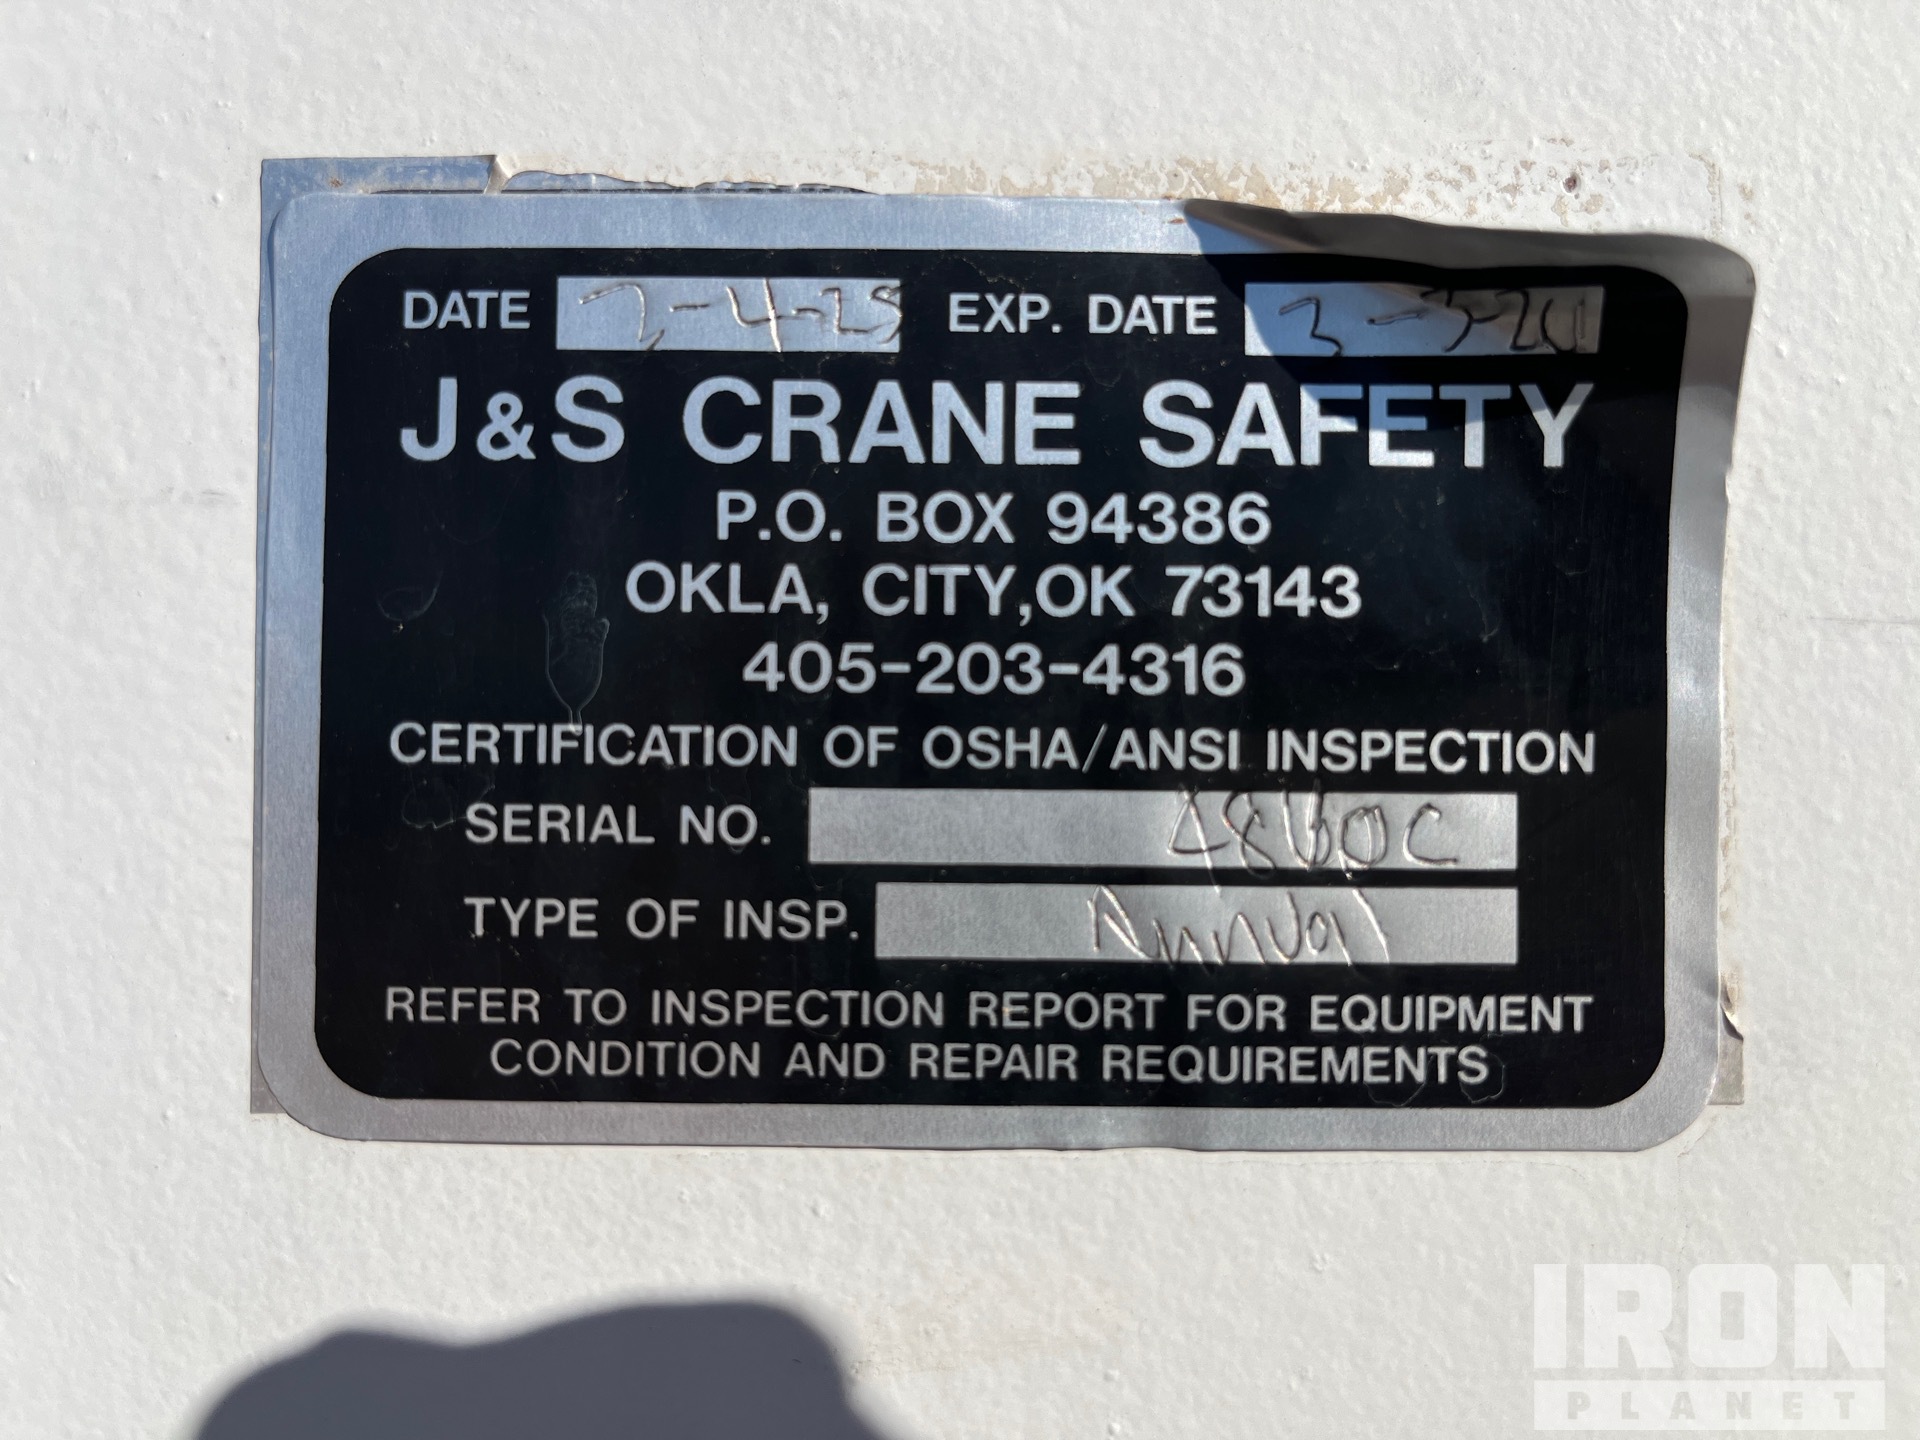 DATE 2-4-25 EXP. DATE
J&S CRANE SAFETY
P.O. BOX 94386
OKLA, CITY,OK 73143
405-203-4316
CERTIFICATION OF OSHA/ANSI INSPECTION
SERIAL NO.
TYPE OF INSP. Annual
REFER TO INSPECTION REPORT FOR EQUIPMENT
CONDITION AND REPAIR REQUIREMENTS
IRON
PLANET